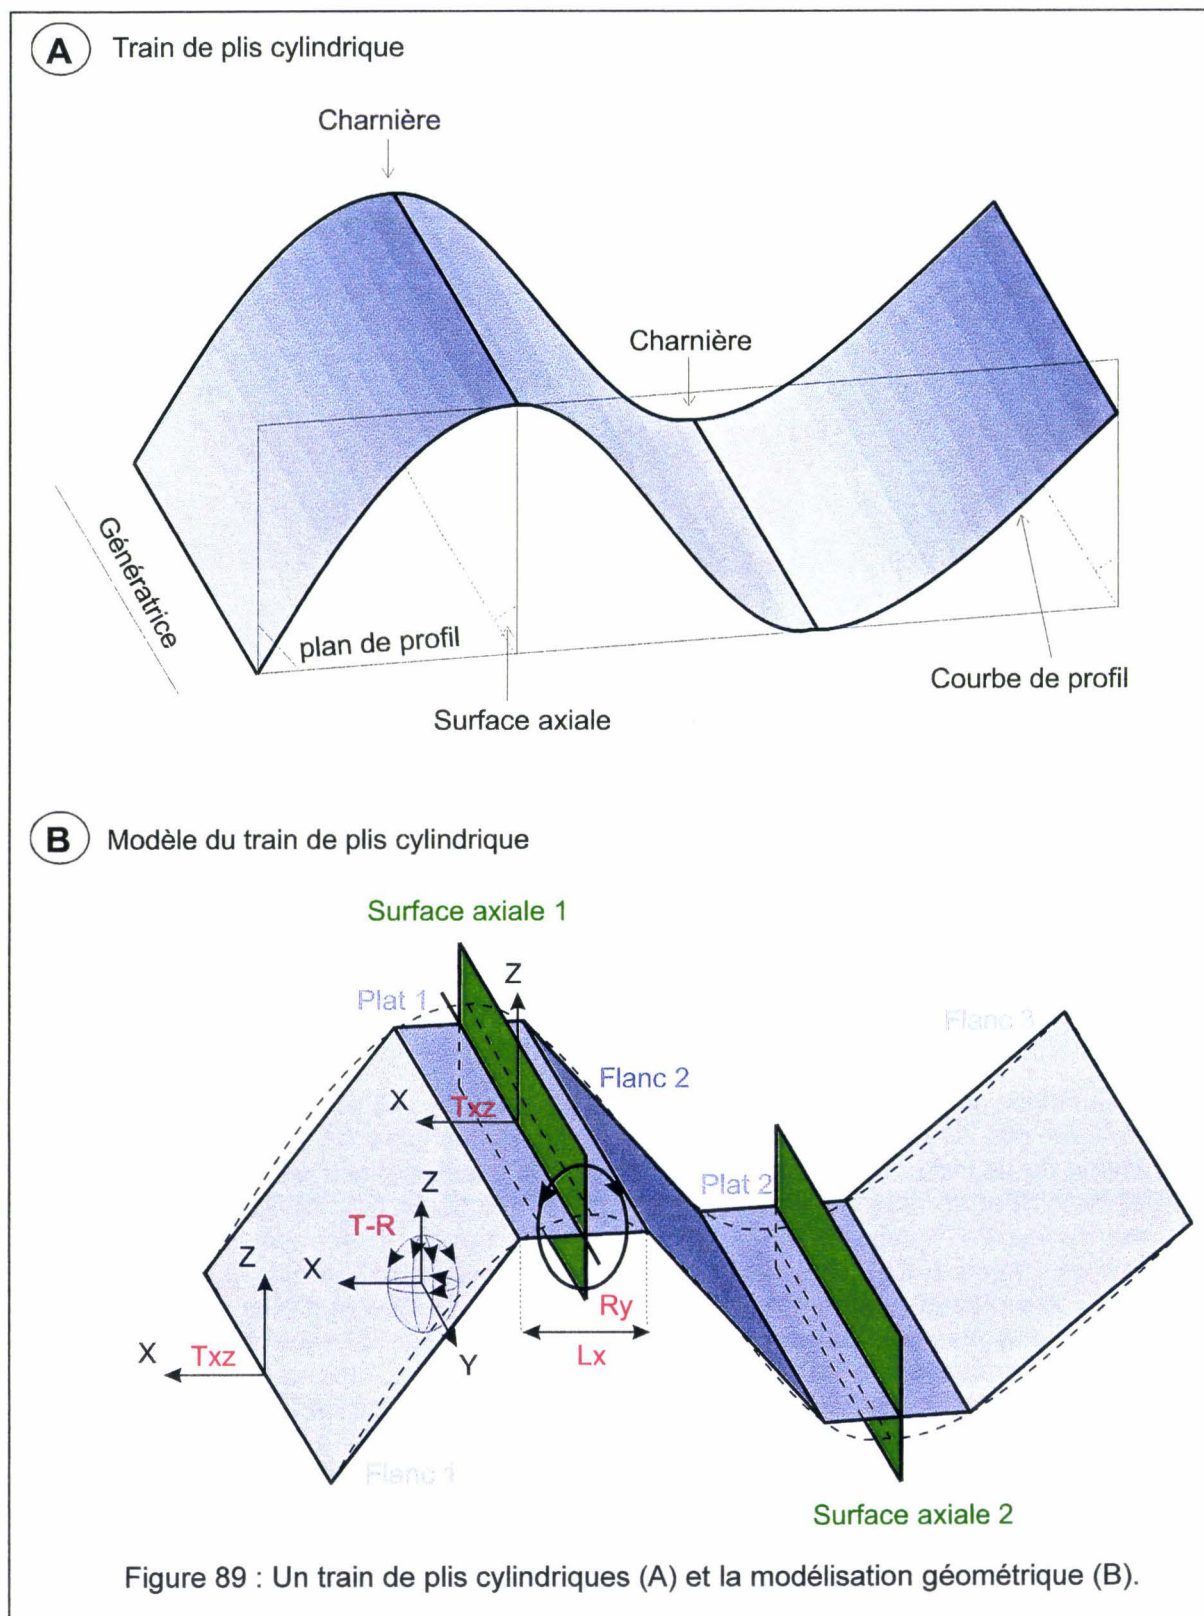 A Train de plis cylindrique
Charnière
Charnière
Génératrice
plan de profil
Surface axiale
Courbe de profil
B Modèle du train de plis cylindrique
Surface axiale 1
Plat 1
Z
Flanc 3
Flanc 2
X
Txz
Plat 2
Z
T-R
Z
X
Ry
X
Txz
Y
Lx
Flanc 1
Surface axiale 2
Figure 89 : Un train de plis cylindriques (A) et la modélisation géométrique (B).